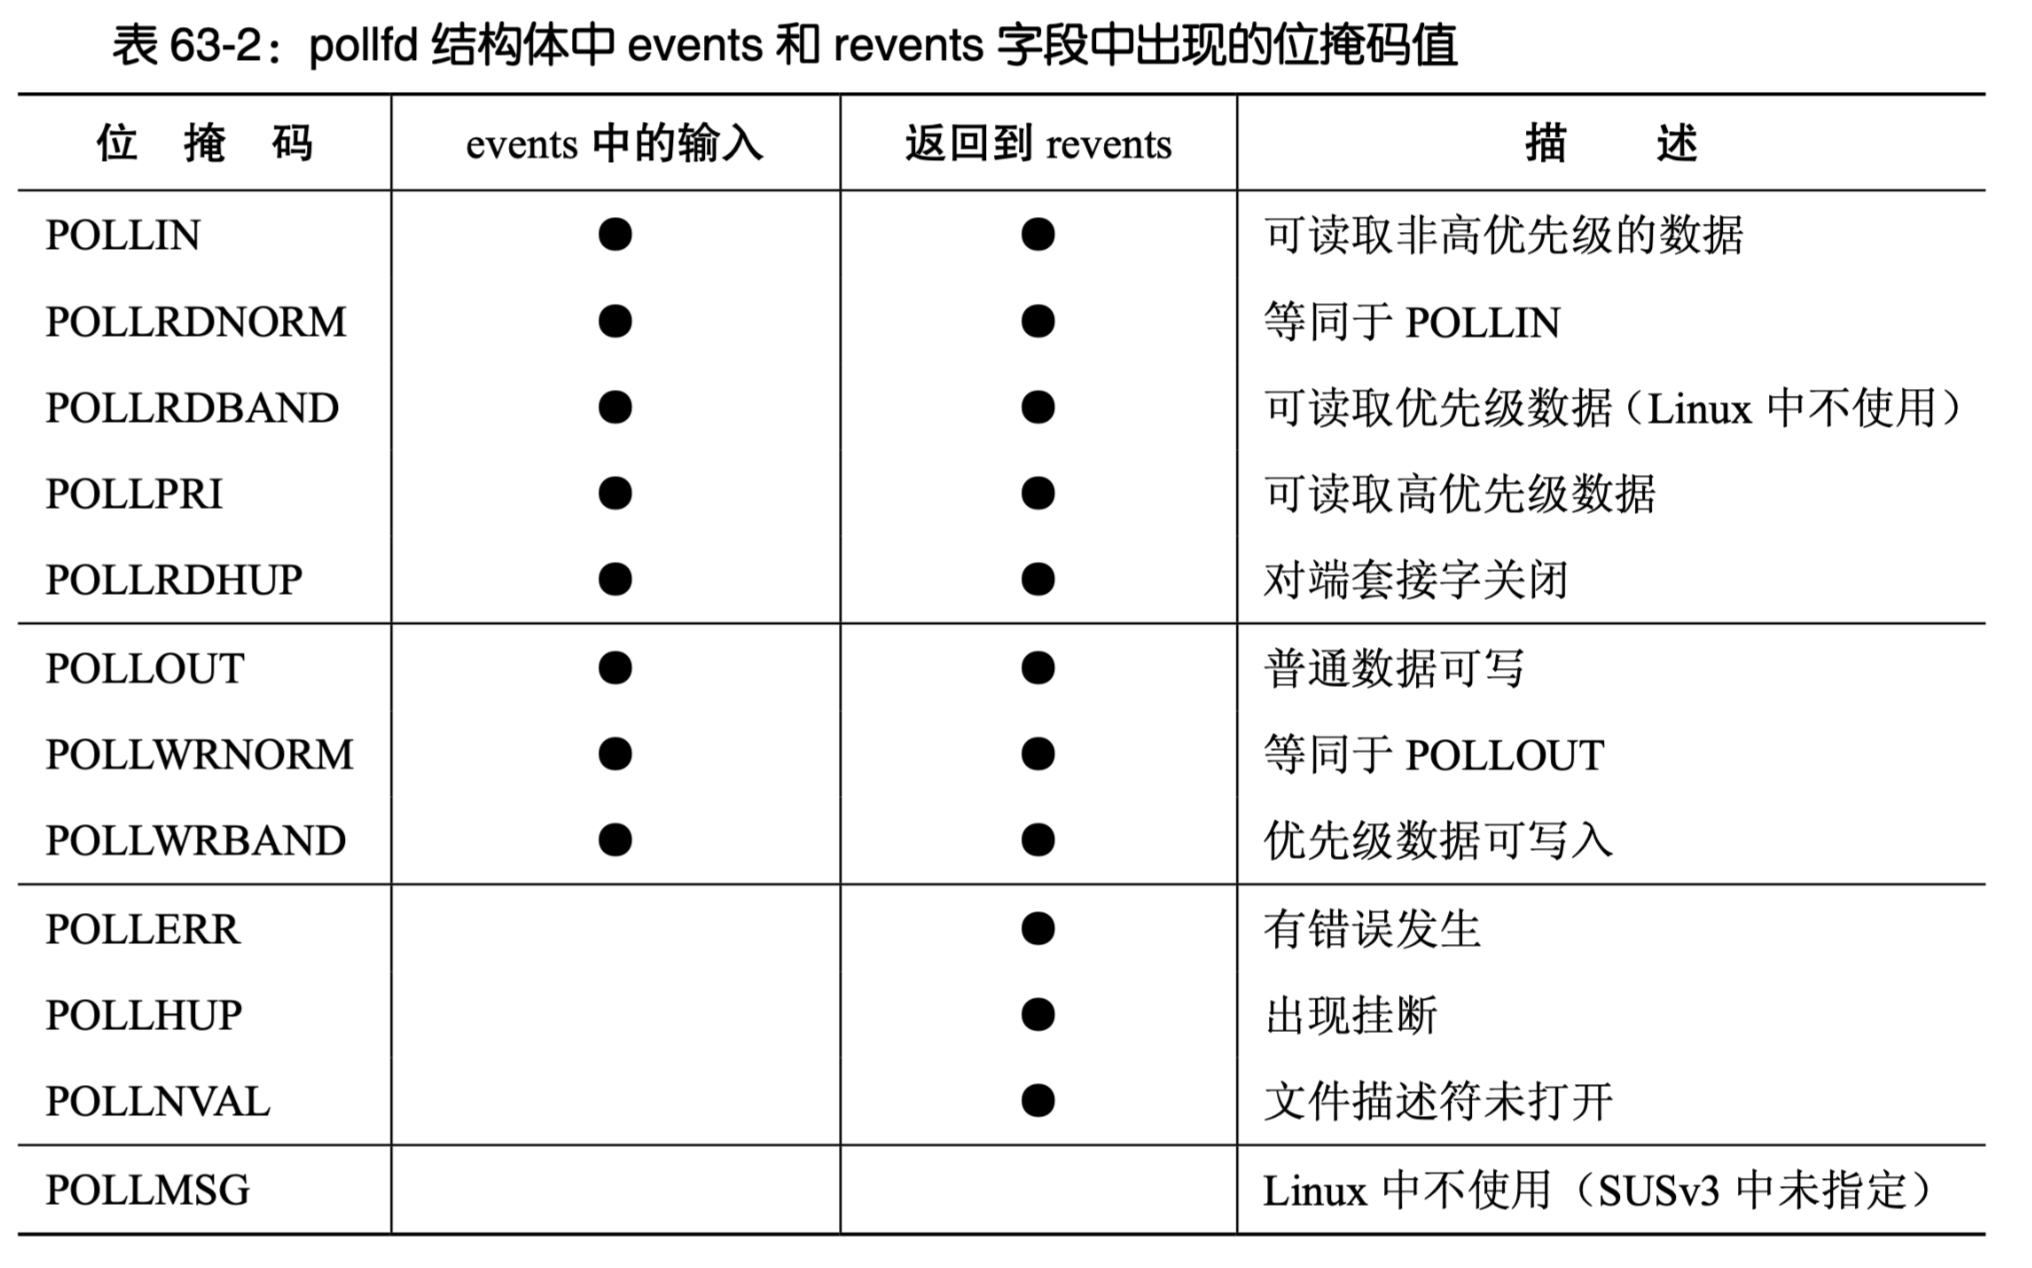 表 63-2：pollfd 结构体中 events 和 revents 字段中出现的位掩码值
位 掩 码 events 中的输入 返回到 revents 描 述
POLLIN ● ● 可读取非高优先级的数据
POLLRDNORM ● ● 等同于 POLLIN
POLLRDBAND ● ● 可读取优先级数据（Linux 中不使用）
POLLPRI ● ● 可读取高优先级数据
POLLRDHUP ● ● 对端套接字关闭
POLLOUT ● ● 普通数据可写
POLLWRNORM ● ● 等同于 POLLOUT
POLLWRBAND ● ● 优先级数据可写入
POLLERR ● 有错误发生
POLLHUP ● 出现挂断
POLLNVAL ● 文件描述符未打开
POLLMSG Linux 中不使用（SUSv3 中未指定）